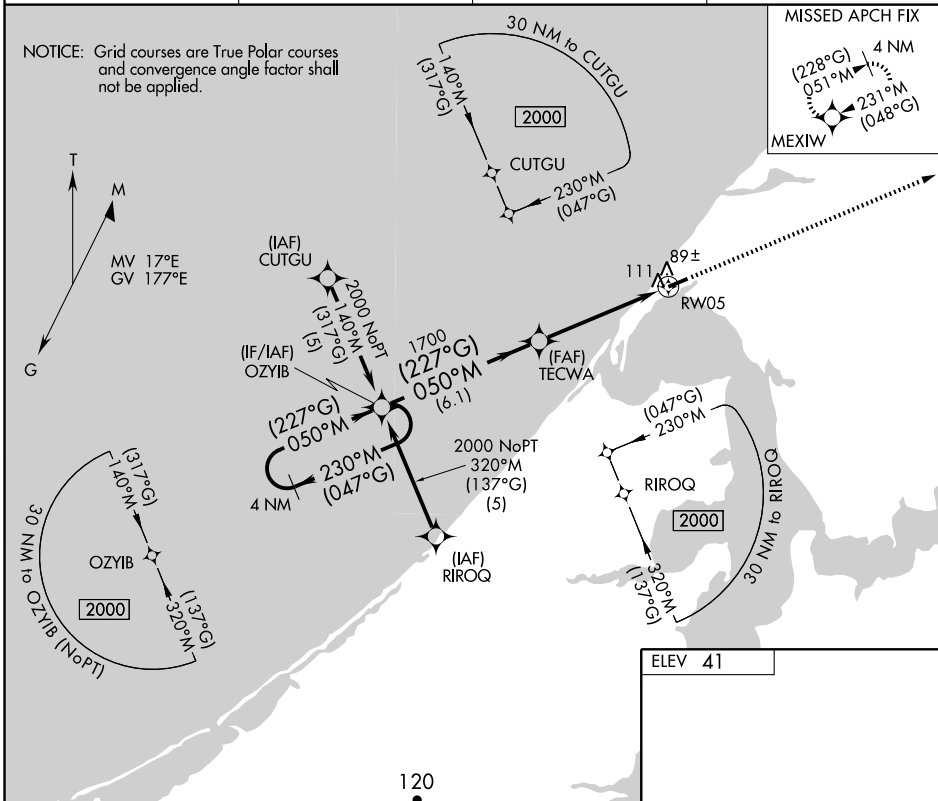 NOTICE: Grid courses are True Polar courses
and convergence angle factor shall
not be applied.
30 NM to CUTGU
140°M
(317°G)
2000
CUTGU
230°M
(047°G)
MISSED APCH FIX
4 NM
(228°G)
051°M
231°M
(048°G)
MEXIW
T
M
MV 17°E
GV 177°E
G
(IAF)
CUTGU
2000 NoPT
140°M
(317°G)
(5)
(IF/IAF)
OZYIB
1700
(227°G)
050°M
(6.1)
(FAF)
TECWA
111
89±
RW05
(227°G)
050°M
230°M
(047°G)
4 NM
2000 NoPT
320°M
(137°G)
(5)
(IAF)
RIROQ
(047°G)
230°M
RIROQ
2000
30 NM to RIROQ
320°M
(137°G)
(317°G)
140°M
OZYIB
2000
(137°G)
320°M
30 NM to OZYIB (NoPT)
ELEV 41
120